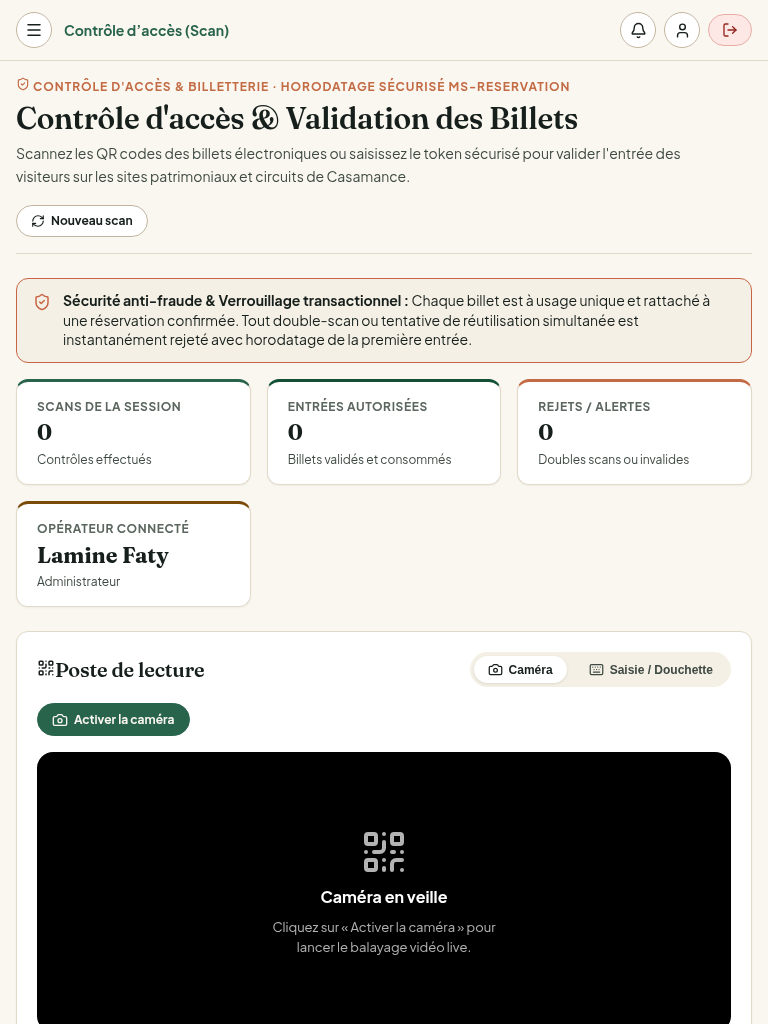 Contrôle d’accès (Scan)
CONTRÔLE D'ACCÈS & BILLETTERIE · HORODATAGE SÉCURISÉ MS-RESERVATION
Contrôle d'accès & Validation des Billets
Scannez les QR codes des billets électroniques ou saisissez le token sécurisé pour valider l'entrée des
visiteurs sur les sites patrimoniaux et circuits de Casamance.
Nouveau scan
Sécurité anti-fraude & Verrouillage transactionnel : Chaque billet est à usage unique et rattaché à
une réservation confirmée. Tout double-scan ou tentative de réutilisation simultanée est
instantanément rejeté avec horodatage de la première entrée.
SCANS DE LA SESSION
0
Contrôles effectués
ENTRÉES AUTORISÉES
0
Billets validés et consommés
REJETS / ALERTES
0
Doubles scans ou invalides
OPÉRATEUR CONNECTÉ
Lamine Faty
Administrateur
Poste de lecture
Caméra
Saisie / Douchette
Activer la caméra
Caméra en veille
Cliquez sur « Activer la caméra » pour
lancer le balayage vidéo live.